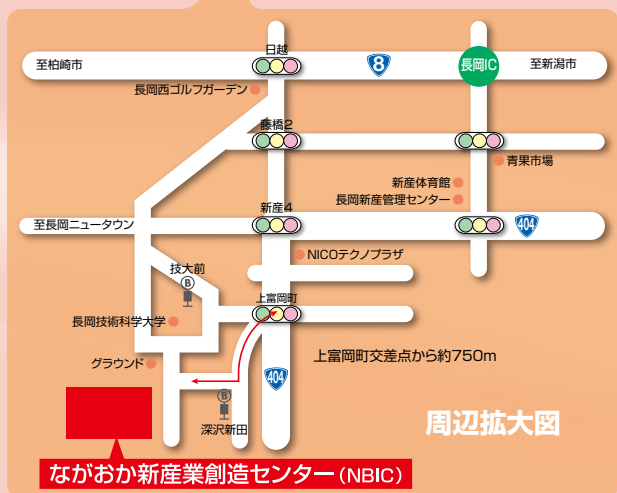 日越
至柏崎市
8
長岡IC
至新潟市
長岡西ゴルフガーデン
藤橋2
青果市場
新産体育館
長岡新産管理センター
新産4
至長岡ニュータウン
404
NICOテクノプラザ
技大前
B
上富岡町
長岡技術科学大学
上富岡町交差点から約750m
グラウンド
404
B
深沢新田
周辺拡大図
ながおか新産業創造センター(NBIC)